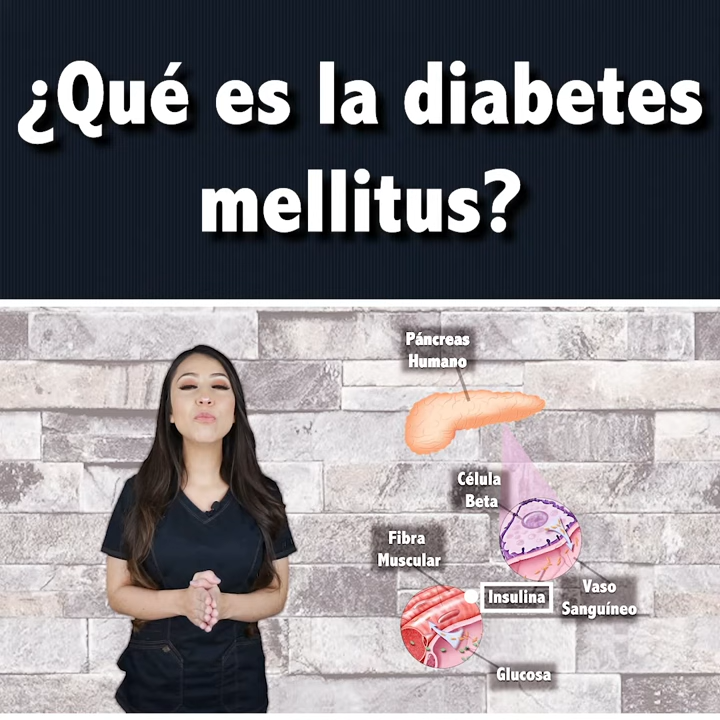 ¿Qué es la diabetes
mellitus?
Páncreas
Humano
Célula
Beta
Fibra
Muscular
Insulina
Vaso
Sanguíneo
Glucosa